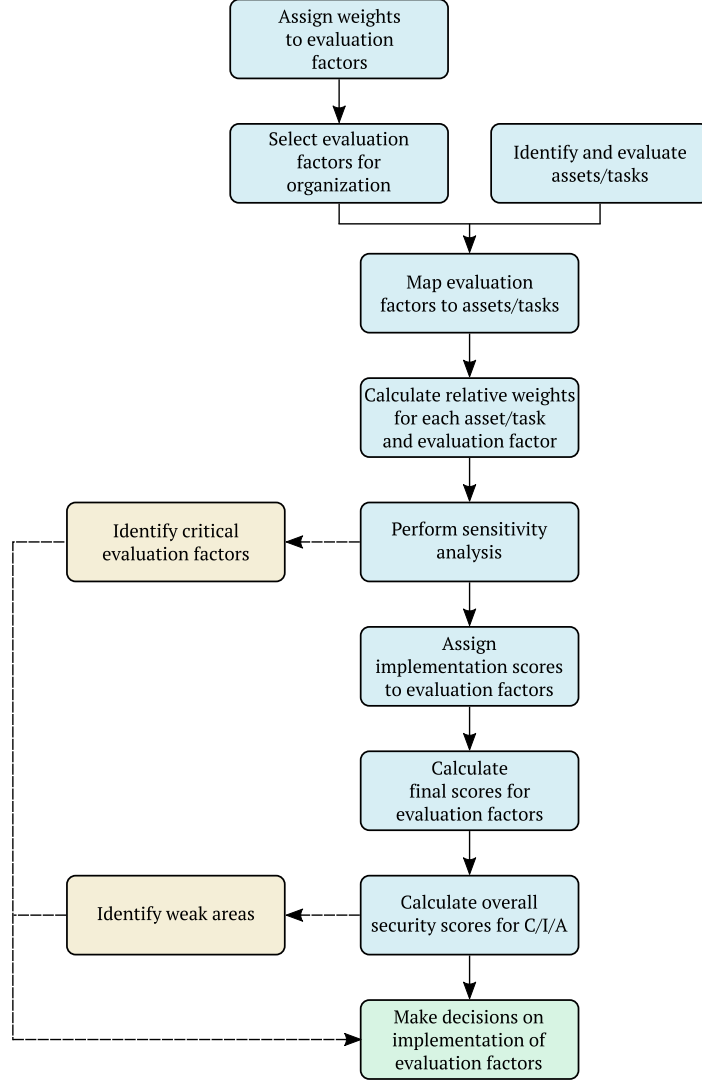 Assign weights
to evaluation
factors
Select evaluation
factors for
organization
Identify and evaluate
assets/tasks
Map evaluation
factors to assets/tasks
Calculate relative weights
for each asset/task
and evaluation factor
Identify critical
evaluation factors
Perform sensitivity
analysis
Assign
implementation scores
to evaluation factors
Calculate
final scores for
evaluation factors
Identify weak areas
Calculate overall
security scores for C/I/A
Make decisions on
implementation of
evaluation factors